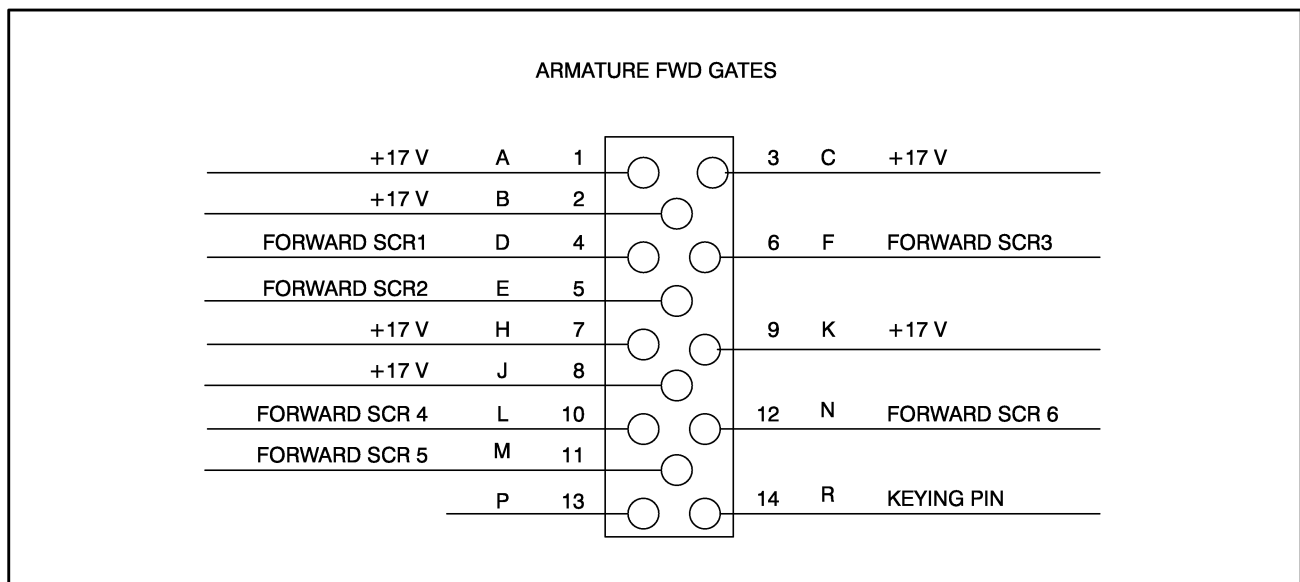 ARMATURE FWD GATES
+17 V A 1 3 C +17 V
+17 V B 2
FORWARD SCR1 D 4 6 F FORWARD SCR3
FORWARD SCR2 E 5
+17 V H 7 9 K +17 V
+17 V J 8
FORWARD SCR 4 L 10 12 N FORWARD SCR 6
FORWARD SCR 5 M 11
P 13 14 R KEYING PIN